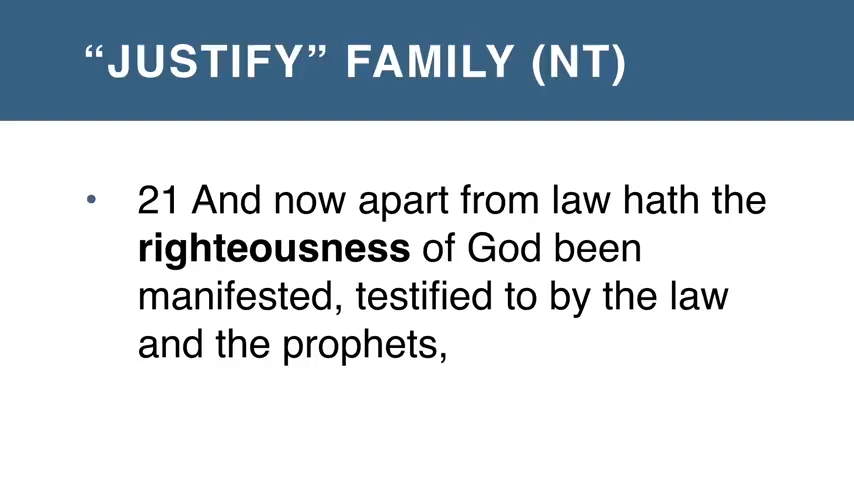 “JUSTIFY” FAMILY (NT)
• 21 And now apart from law hath the
righteousness of God been
manifested, testified to by the law
and the prophets,